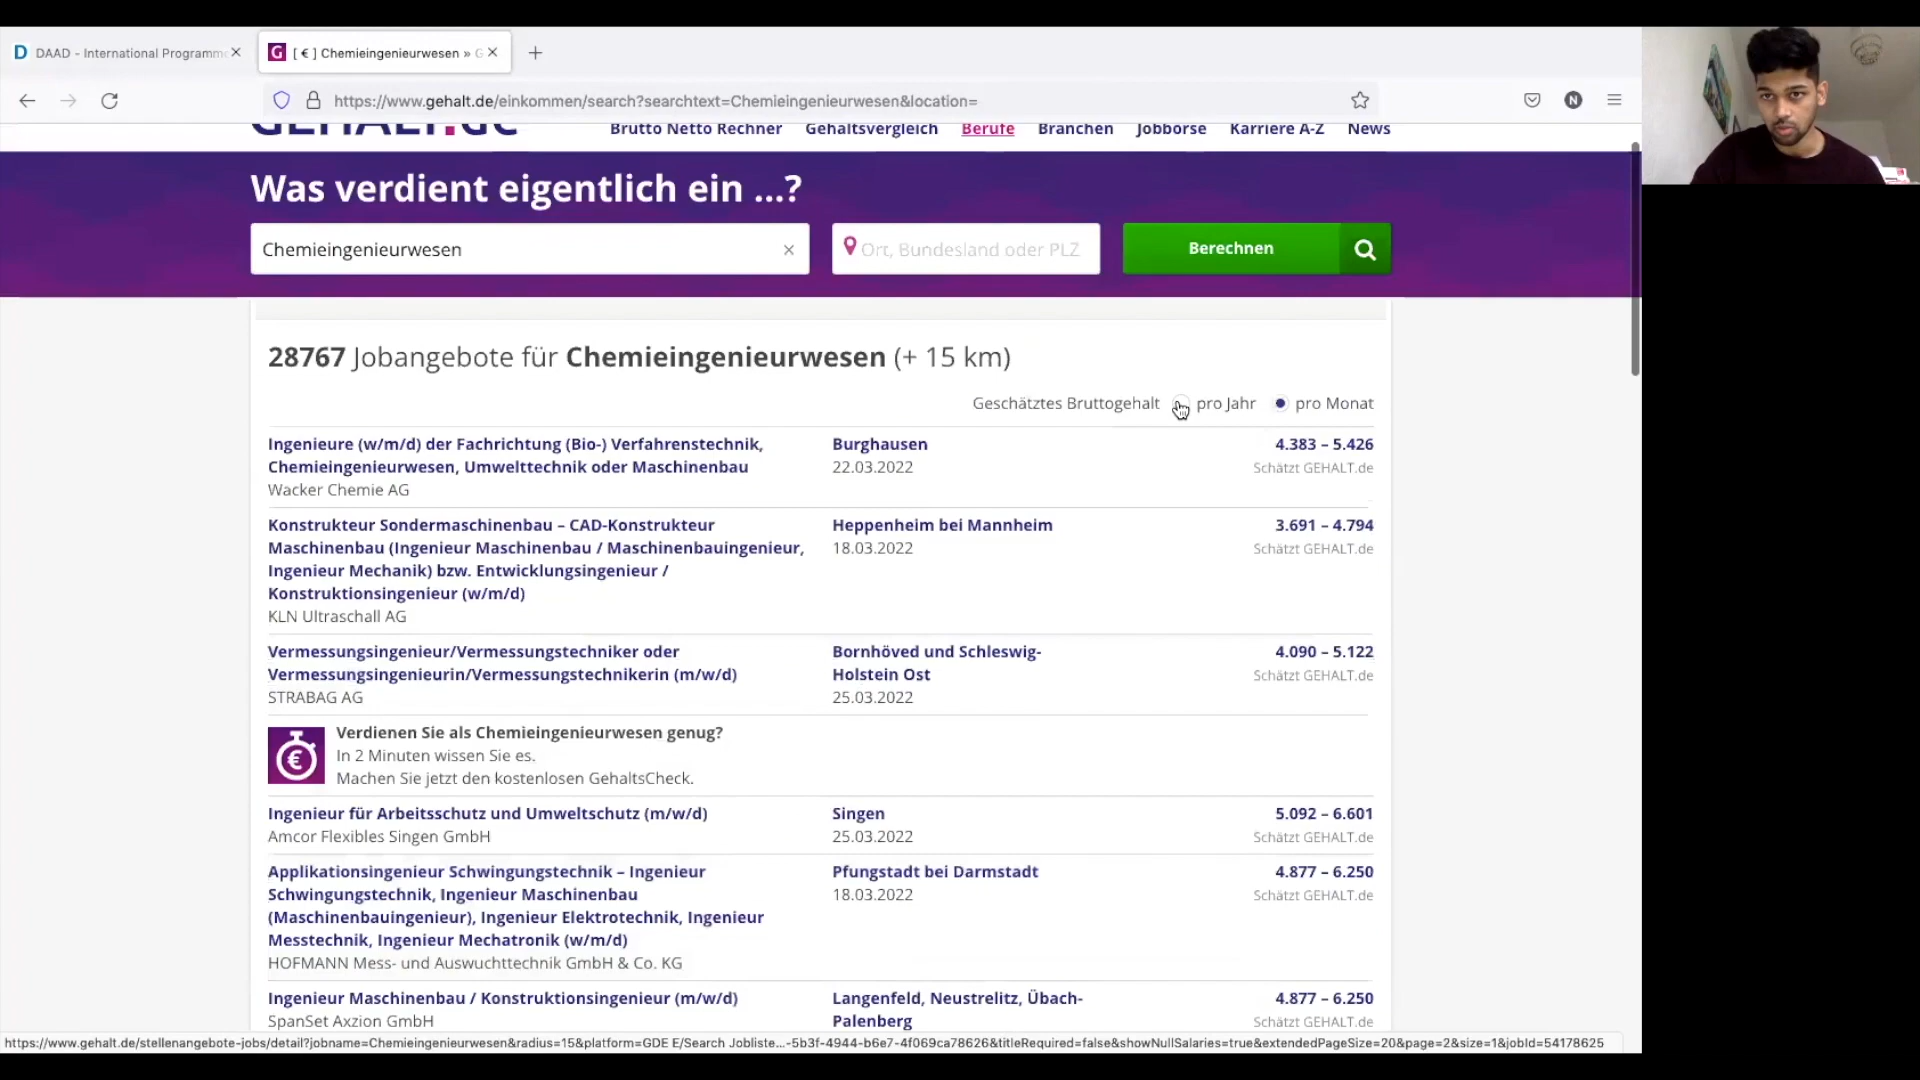 DAAD - International Programme
[ € ] Chemieingenieurwesen » G
https://www.gehalt.de/einkommen/search?searchtext=Chemieingenieurwesen&location=
N
GEHALT.de
Brutto Netto Rechner Gehaltsvergleich Berufe Branchen Jobbörse Karriere A-Z News
Was verdient eigentlich ein ...?
Chemieingenieurwesen
Ort, Bundesland oder PLZ
Berechnen
28767 Jobangebote für Chemieingenieurwesen (+ 15 km)
Geschätztes Bruttogehalt pro Jahr pro Monat
Ingenieure (w/m/d) der Fachrichtung (Bio-) Verfahrenstechnik,
Chemieingenieurwesen, Umwelttechnik oder Maschinenbau
Wacker Chemie AG
Burghausen
22.03.2022
4.383 – 5.426
Schätzt GEHALT.de
Konstrukteur Sondermaschinenbau – CAD-Konstrukteur
Maschinenbau (Ingenieur Maschinenbau / Maschinenbauingenieur,
Ingenieur Mechanik) bzw. Entwicklungsingenieur /
Konstruktionsingenieur (w/m/d)
KLN Ultraschall AG
Heppenheim bei Mannheim
18.03.2022
3.691 – 4.794
Schätzt GEHALT.de
Vermessungsingenieur/Vermessungstechniker oder
Vermessungsingenieurin/Vermessungstechnikerin (m/w/d)
STRABAG AG
Bornhöved und Schleswig-
Holstein Ost
25.03.2022
4.090 – 5.122
Schätzt GEHALT.de
Verdienen Sie als Chemieingenieurwesen genug?
In 2 Minuten wissen Sie es.
Machen Sie jetzt den kostenlosen GehaltsCheck.
Ingenieur für Arbeitsschutz und Umweltschutz (m/w/d)
Amcor Flexibles Singen GmbH
Singen
25.03.2022
5.092 – 6.601
Schätzt GEHALT.de
Applikationsingenieur Schwingungstechnik – Ingenieur
Schwingungstechnik, Ingenieur Maschinenbau
(Maschinenbauingenieur), Ingenieur Elektrotechnik, Ingenieur
Messtechnik, Ingenieur Mechatronik (w/m/d)
HOFMANN Mess- und Auswuchttechnik GmbH & Co. KG
Pfungstadt bei Darmstadt
18.03.2022
4.877 – 6.250
Schätzt GEHALT.de
Ingenieur Maschinenbau / Konstruktionsingenieur (m/w/d)
SpanSet Axzion GmbH
Langenfeld, Neustrelitz, Übach-
Palenberg
4.877 – 6.250
Schätzt GEHALT.de
https://www.gehalt.de/stellenangebote-jobs/detail?jobname=Chemieingenieurwesen&radius=15&platform=GDE E/Search Jobliste...-5b3f-4944-b6e7-4f069ca78626&titleRequired=false&showNullSalaries=true&extendedPageSize=20&page=2&size=1&jobId=54178625